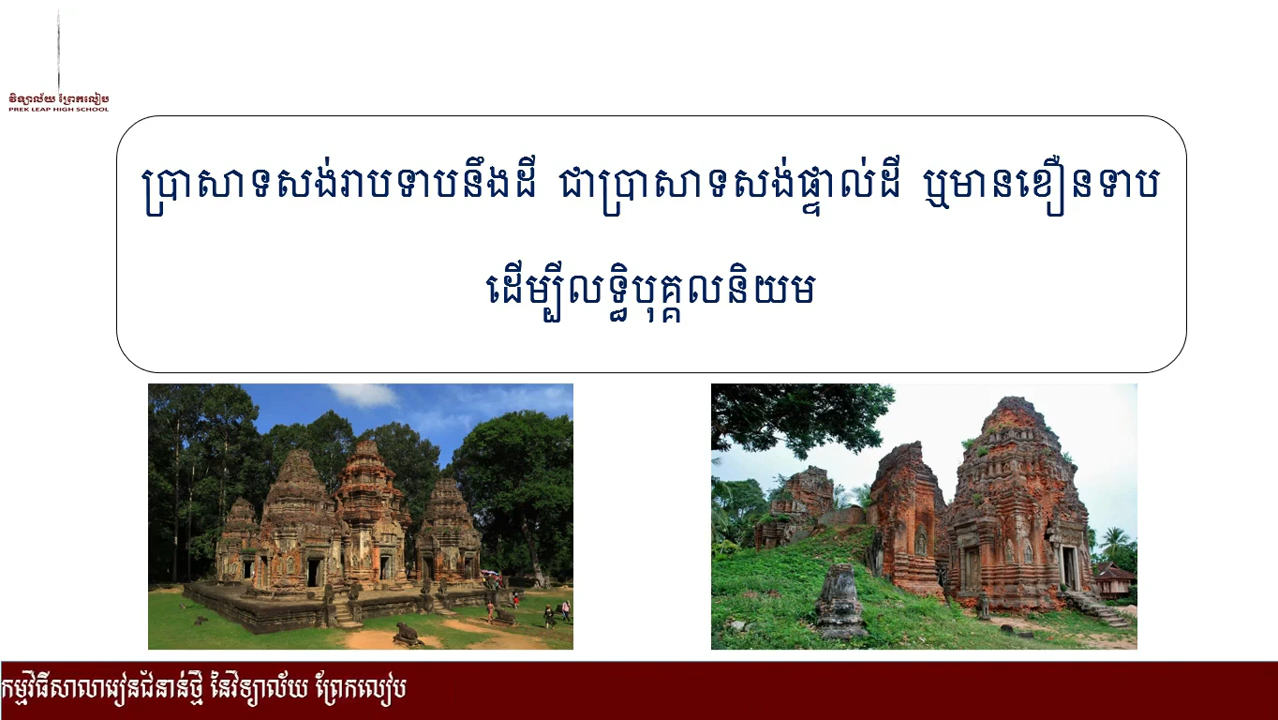 វិទ្យាល័យ ព្រែកលៀប
PREK LEAP HIGH SCHOOL
ប្រាសាទសង់រាបទាបនឹងដី ជាប្រាសាទសង់ផ្ទាល់ដី ឬមានខឿនទាប
ដើម្បីលទ្ធិបុគ្គលនិយម
កម្មវិធីសាលារៀនជំនាន់ថ្មី នៃវិទ្យាល័យ ព្រែកលៀប